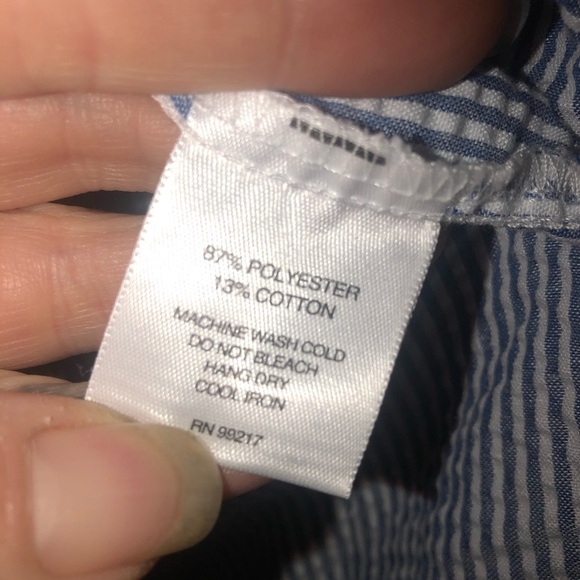 87% POLYESTER
13% COTTON
MACHINE WASH COLD
DO NOT BLEACH
HANG DRY
COOL IRON
RN 99217